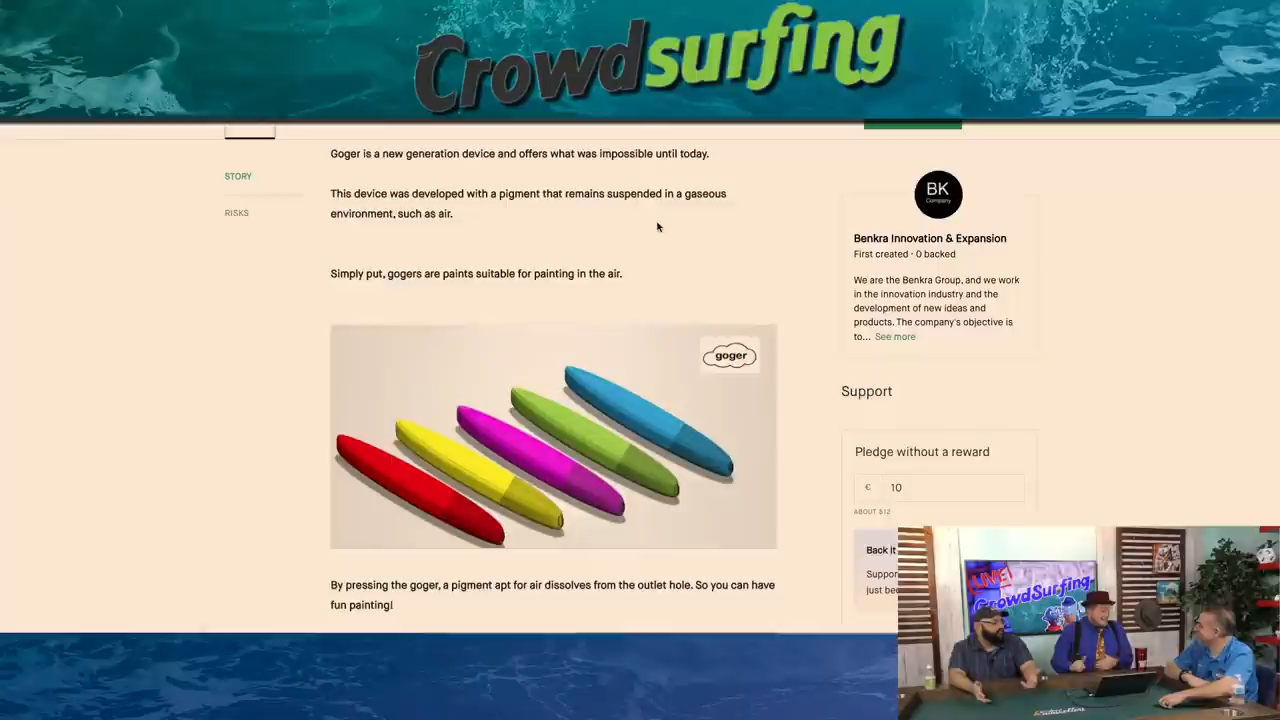 Crowdsurfing
STORY
RISKS
Goger is a new generation device and offers what was impossible until today.
This device was developed with a pigment that remains suspended in a gaseous
environment, such as air.
Simply put, gogers are paints suitable for painting in the air.
goger
By pressing the goger, a pigment apt for air dissolves from the outlet hole. So you can have
fun painting!
BK
Company
Benkra Innovation & Expansion
First created · 0 backed
We are the Benkra Group, and we work
in the innovation industry and the
development of new ideas and
products. The company's objective is
to... See more
Support
Pledge without a reward
€ 10
ABOUT $12
Back it
LIVE!
CrowdSurfing